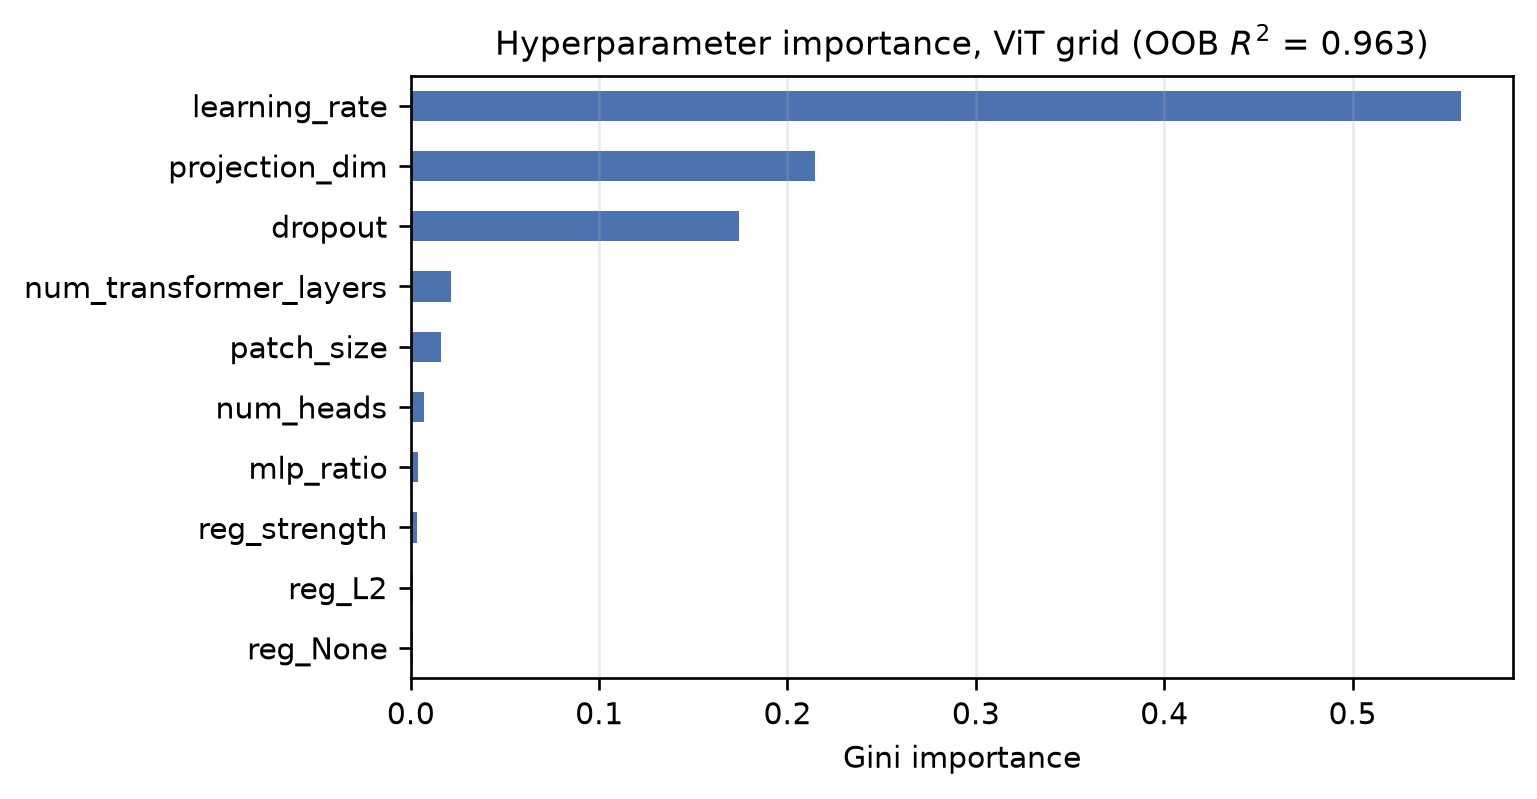 Hyperparameter importance, ViT grid (OOB R² = 0.963)
learning_rate
projection_dim
dropout
num_transformer_layers
patch_size
num_heads
mlp_ratio
reg_strength
reg_L2
reg_None
0.0 0.1 0.2 0.3 0.4 0.5
Gini importance